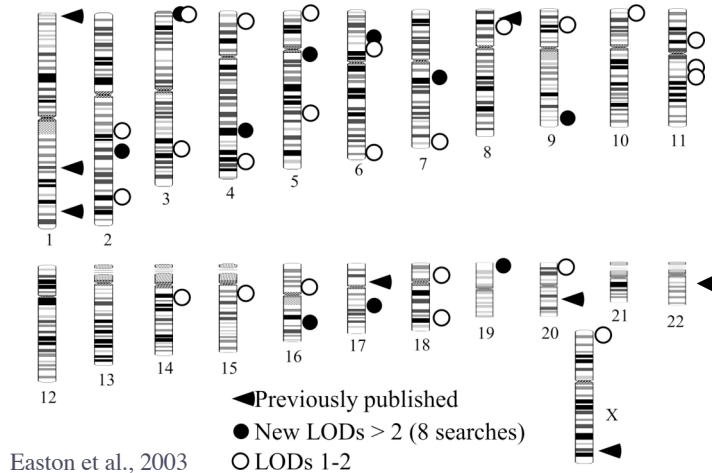 1 2 3 4 5 6 7 8 9 10 11
12 13 14 15 16 17 18 19 20 21 22
X
Previously published
New LODs > 2 (8 searches)
Easton et al., 2003
LODs 1-2